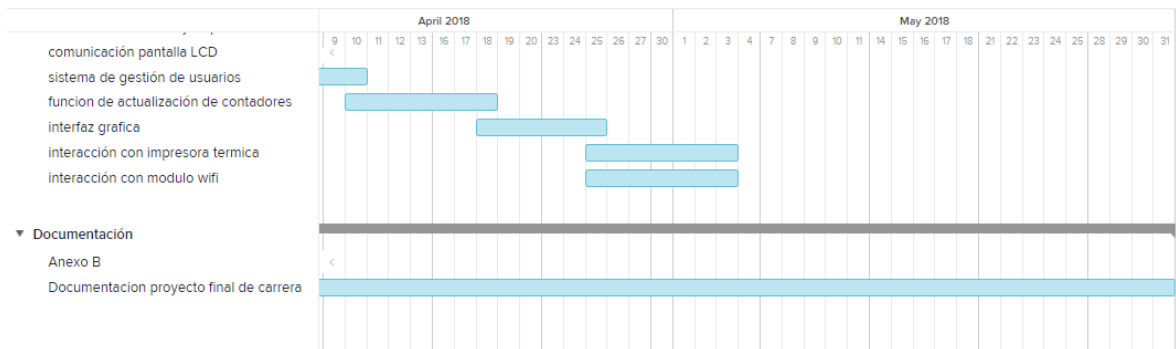 April 2018 May 2018
9 10 11 12 13 16 17 18 19 20 23 24 25 26 27 30 1 2 3 4 7 8 9 10 11 14 15 16 17 18 21 22 23 24 25 28 29 30 31
comunicación pantalla LCD
sistema de gestión de usuarios
funcion de actualización de contadores
interfaz grafica
interacción con impresora termica
interacción con modulo wifi
Documentación
Anexo B
Documentacion proyecto final de carrera